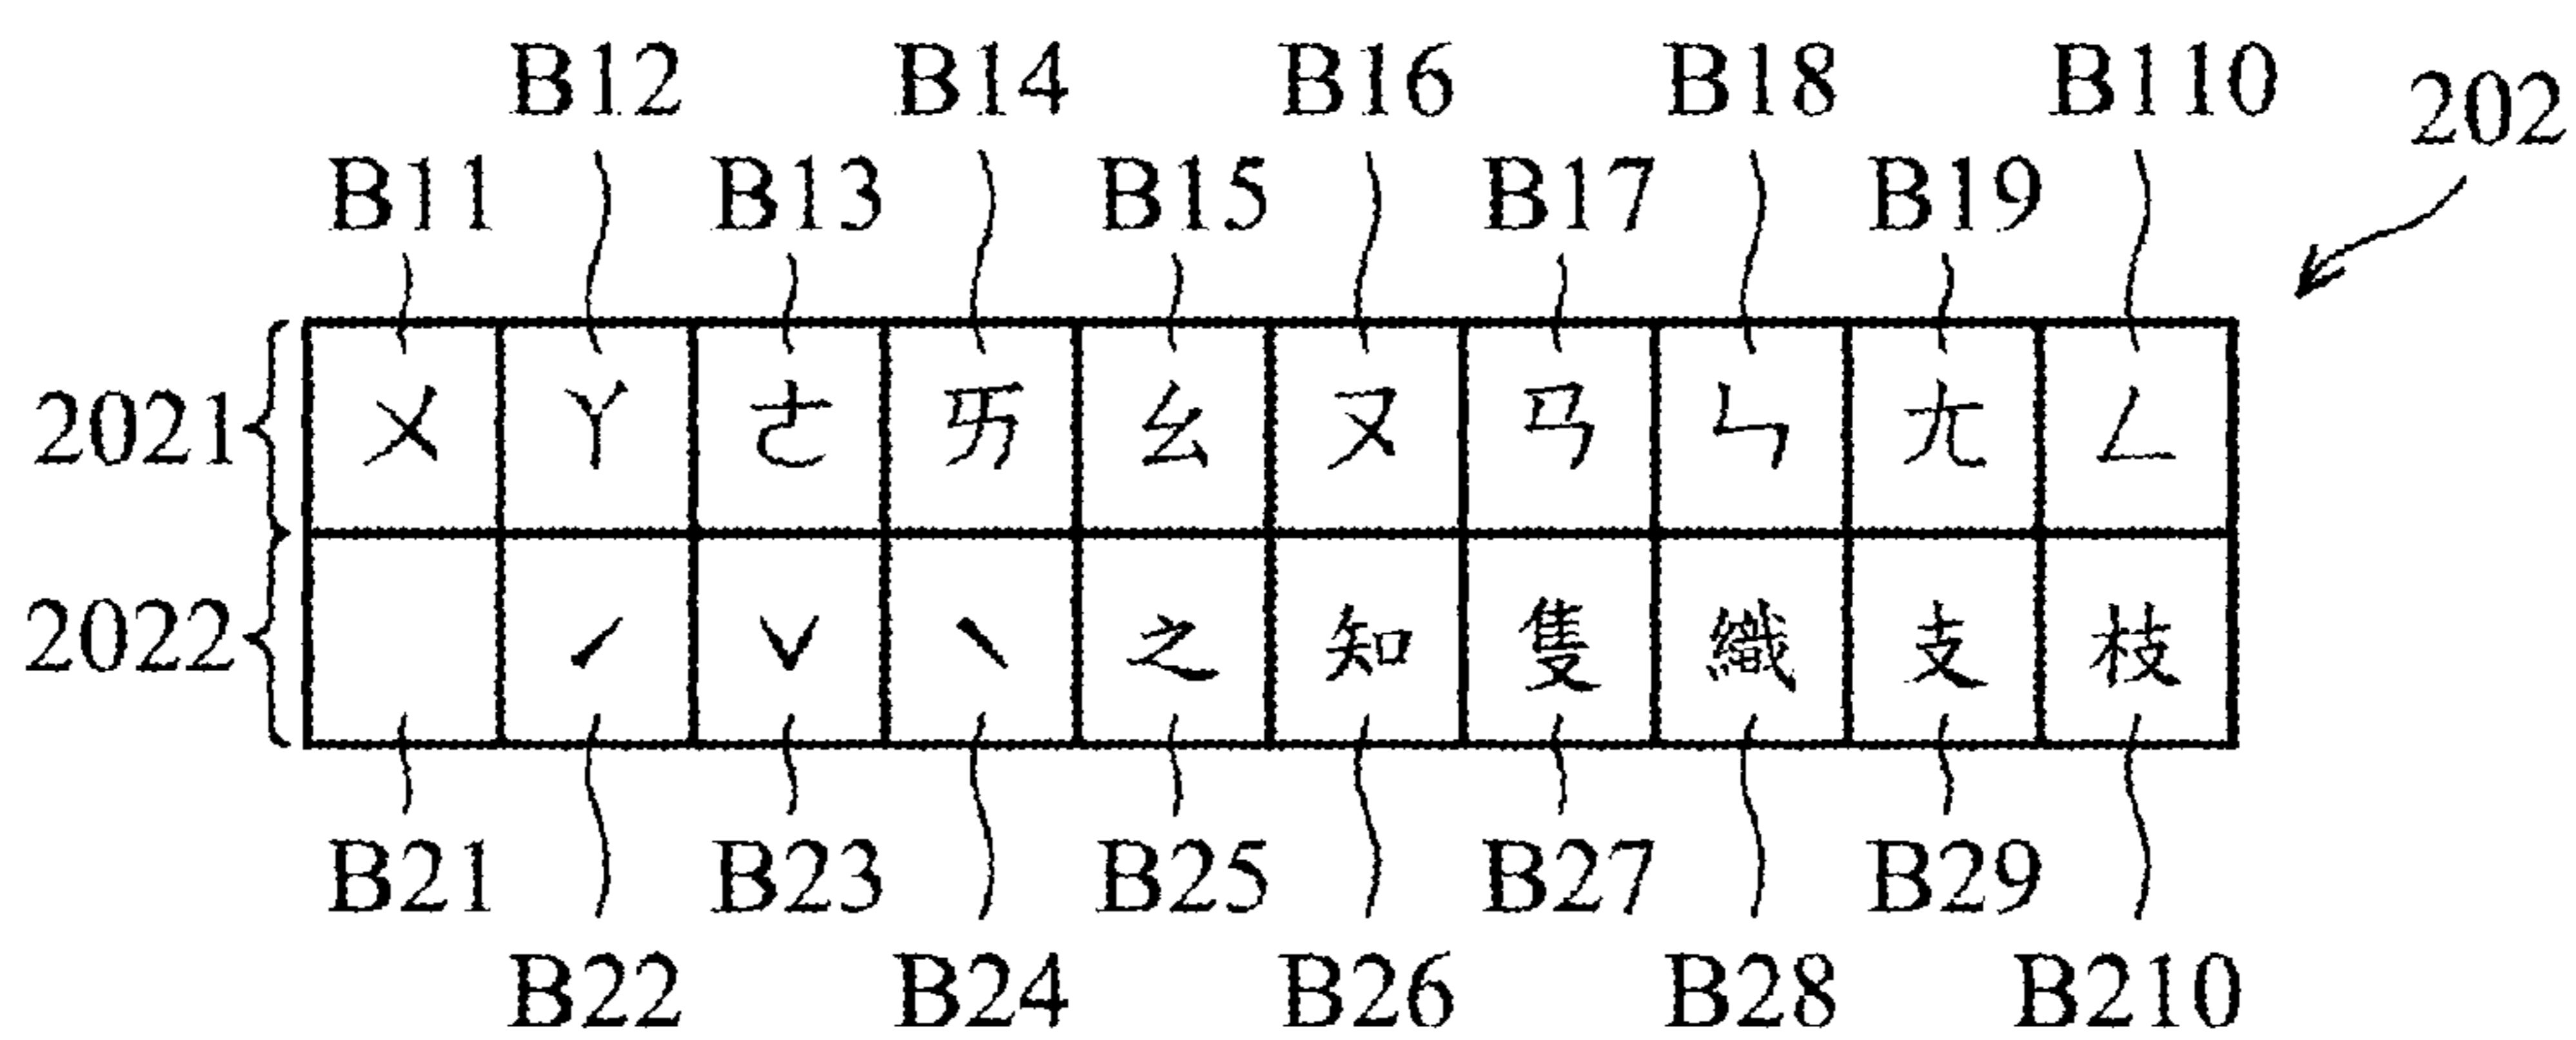 B12 B14 B16 B18 B110 202
B11 B13 B15 B17 B19
2021 ㄨ ㄚ ㄜ ㄞ ㄠ ㄡ ㄢ ㄣ ㄤ ㄥ
2022 ˊ ˇ ˋ 之 知 隻 織 支 枝
B21 B23 B25 B27 B29
B22 B24 B26 B28 B210